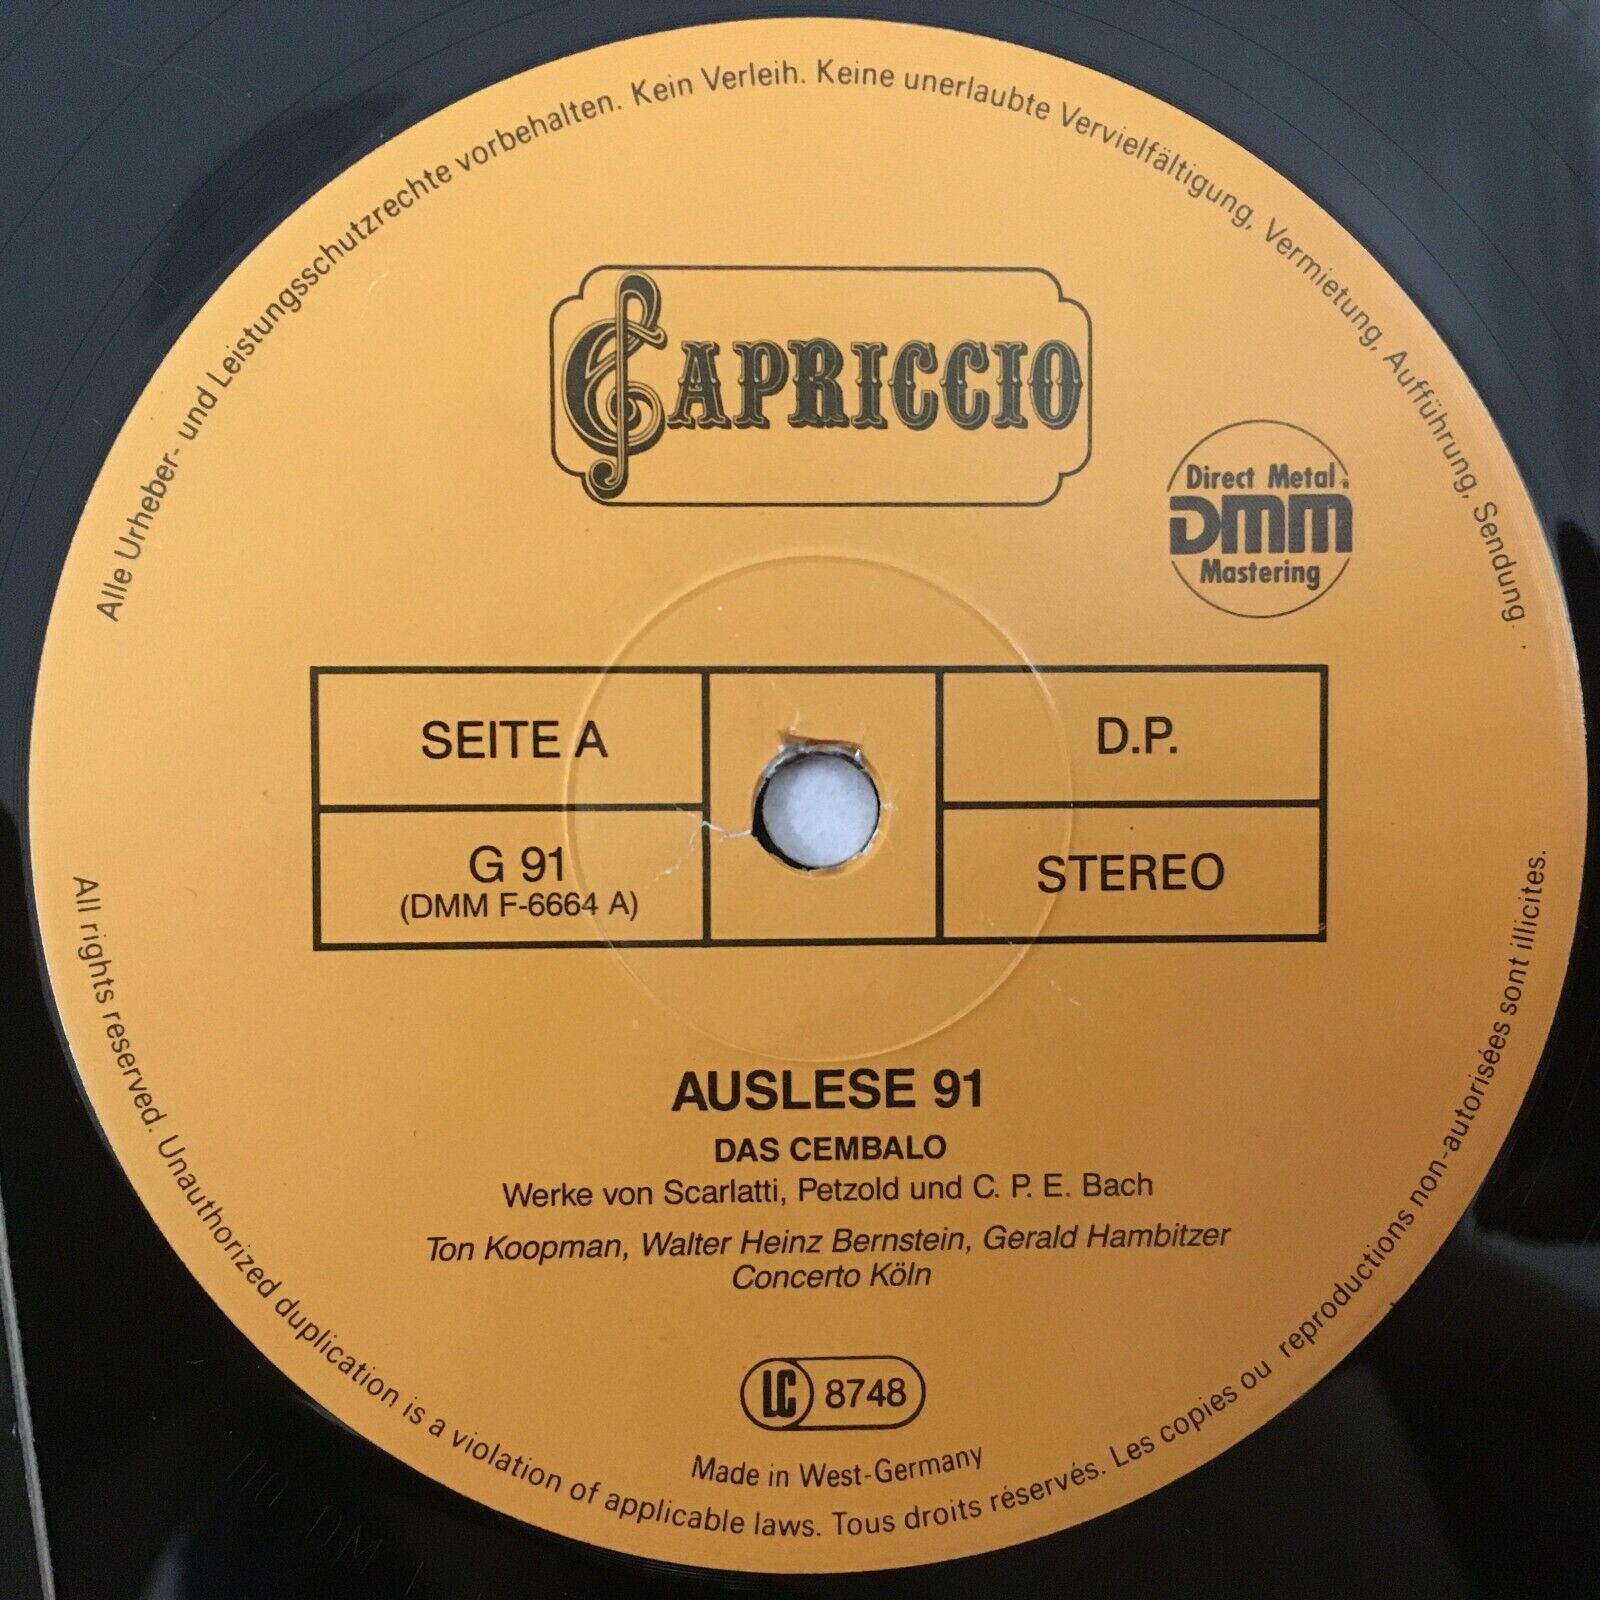 Alle Urheber- und Leistungsschutzrechte vorbehalten. Kein Verleih. Keine unerlaubte Vervielfältigung, Vermietung, Aufführung, Sendung.
CAPRICCIO
Direct Metal
DMM
Mastering
SEITE A
D.P.
G 91
(DMM F-6664 A)
STEREO
AUSLESE 91
DAS CEMBALO
Werke von Scarlatti, Petzold und C. P. E. Bach
Ton Koopman, Walter Heinz Bernstein, Gerald Hambitzer
Concerto Köln
LC 8748
Made in West-Germany
All rights reserved. Unauthorized duplication is a violation of applicable laws. Tous droits réservés. Les copies ou reproductions non-autorisées sont illicites.